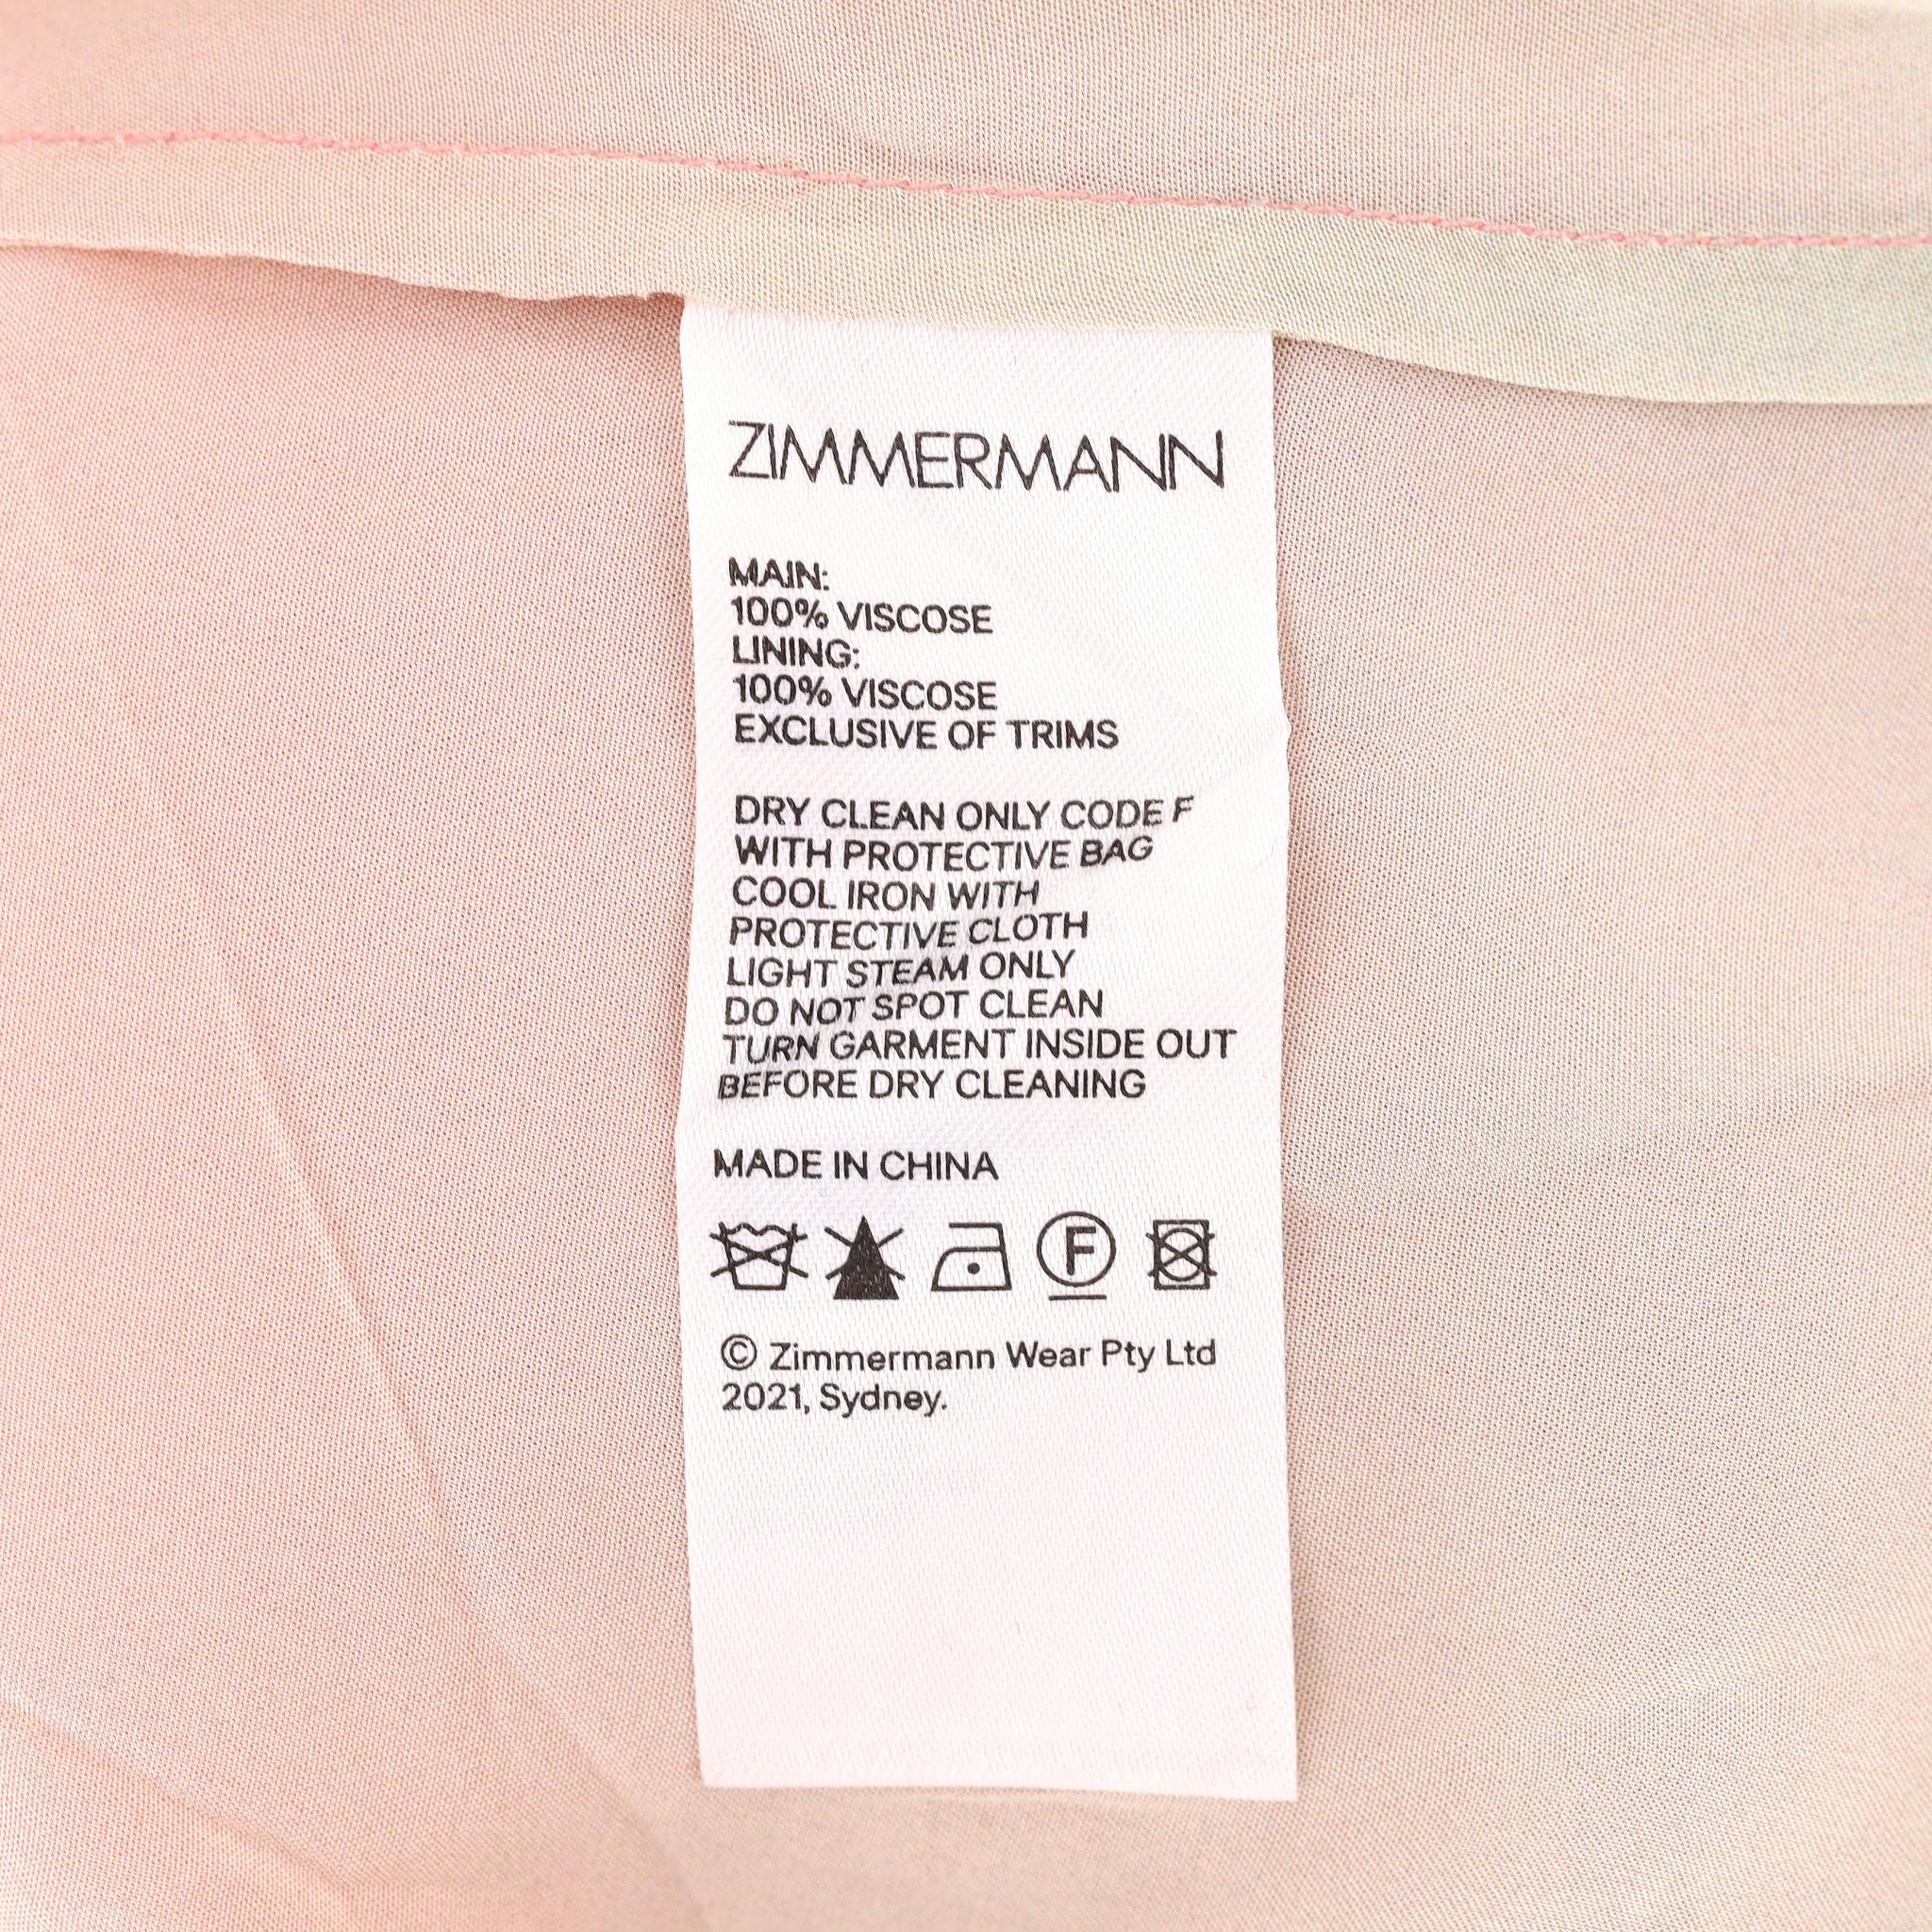 ZIMMERMANN
MAIN:
100% VISCOSE
LINING:
100% VISCOSE
EXCLUSIVE OF TRIMS
DRY CLEAN ONLY CODE F
WITH PROTECTIVE BAG
COOL IRON WITH
PROTECTIVE CLOTH
LIGHT STEAM ONLY
DO NOT SPOT CLEAN
TURN GARMENT INSIDE OUT
BEFORE DRY CLEANING
MADE IN CHINA
F
© Zimmermann Wear Pty Ltd
2021, Sydney.